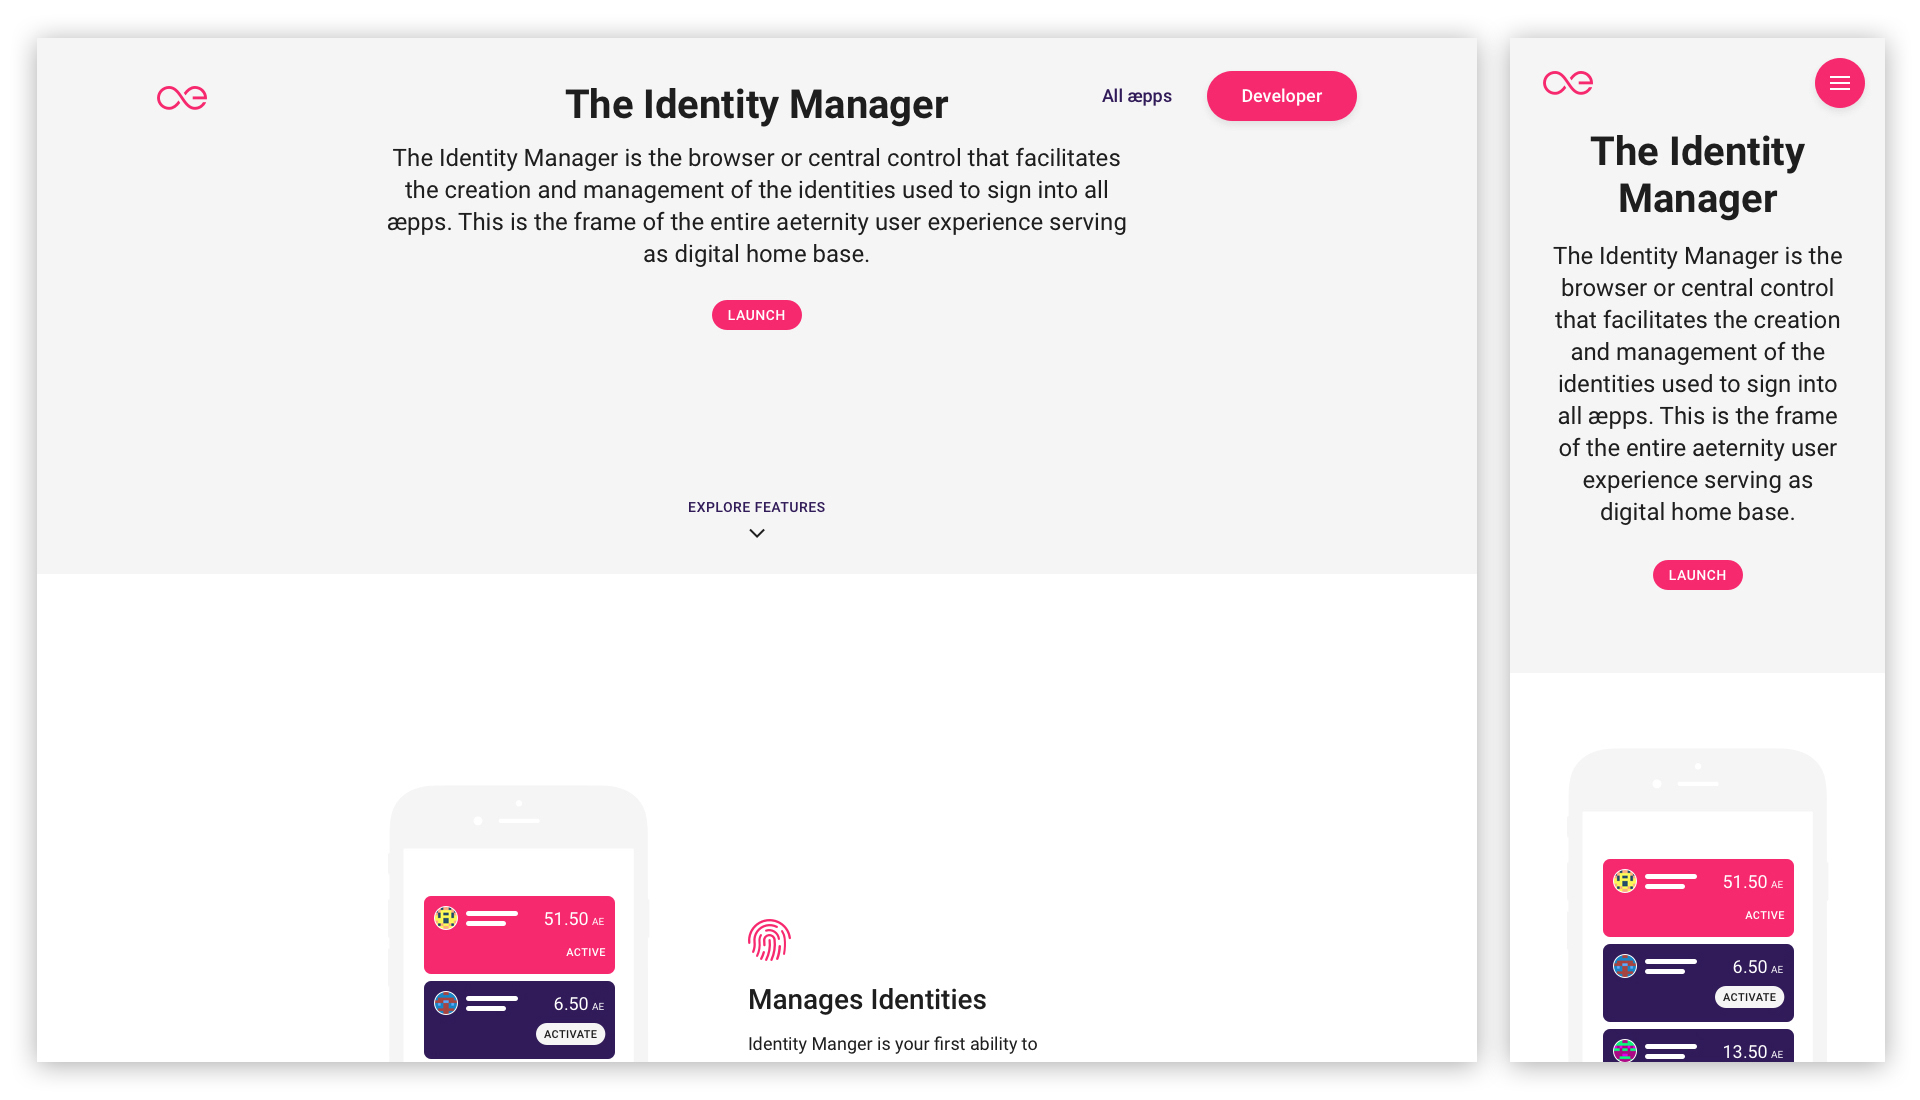 The Identity Manager
All æpps
Developer
The Identity Manager is the browser or central control that facilitates
the creation and management of the identities used to sign into all
æpps. This is the frame of the entire aeternity user experience serving
as digital home base.
LAUNCH
EXPLORE FEATURES
51.50 AE
ACTIVE
6.50 AE
ACTIVATE
Manages Identities
Identity Manger is your first ability to
The Identity
Manager
The Identity Manager is the
browser or central control
that facilitates the creation
and management of the
identities used to sign into
all æpps. This is the frame
of the entire aeternity user
experience serving as
digital home base.
LAUNCH
51.50 AE
ACTIVE
6.50 AE
ACTIVATE
13.50 AE